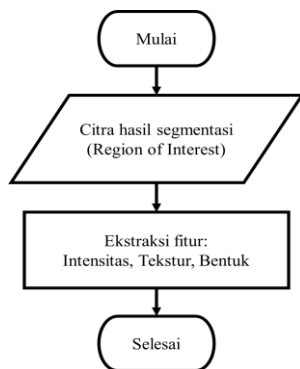 Mulai
Citra hasil segmentasi
(Region of Interest)
Ekstraksi fitur:
Intensitas, Tekstur, Bentuk
Selesai